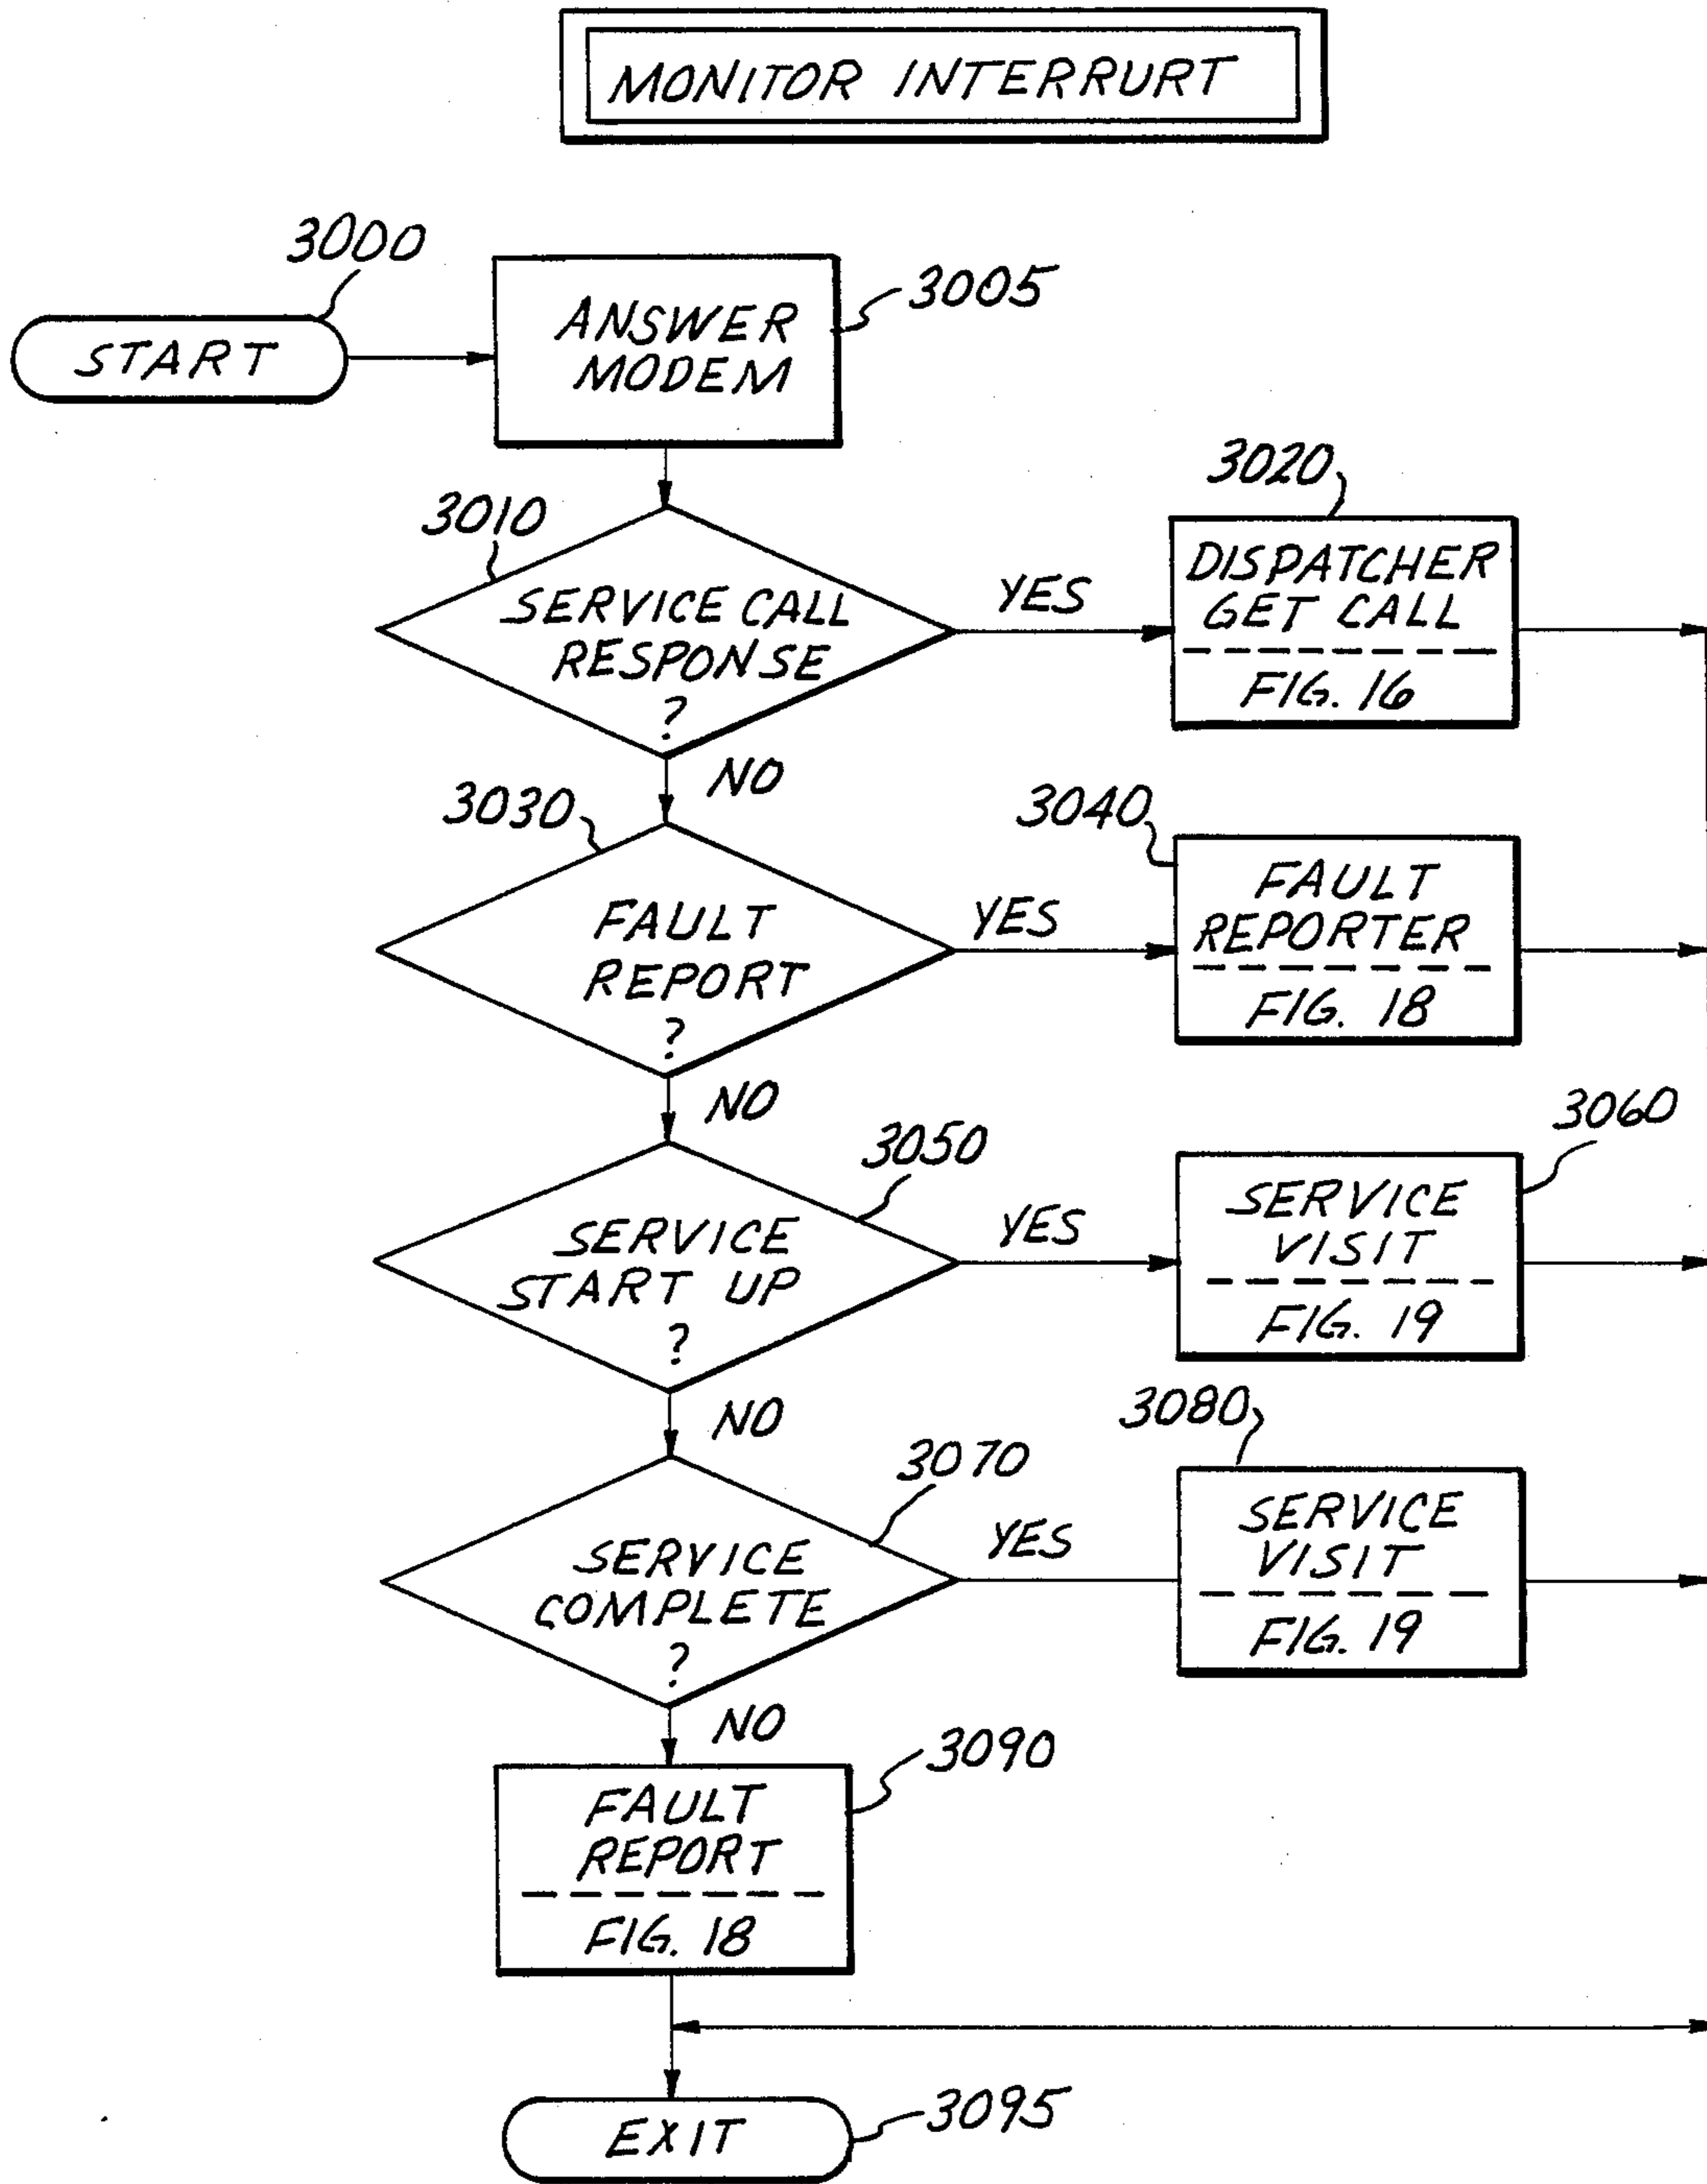 MONITOR INTERRURT
3000
START
ANSWER
MODEM
3005
3010
SERVICE CALL
RESPONSE
?
YES
NO
3020
DISPATCHER
GET CALL
FIG. 16
3030
FAULT
REPORT
?
YES
NO
3040
FAULT
REPORTER
FIG. 18
3050
SERVICE
START UP
?
YES
NO
3060
SERVICE
VISIT
FIG. 19
3070
SERVICE
COMPLETE
?
YES
NO
3080
SERVICE
VISIT
FIG. 19
3090
FAULT
REPORT
FIG. 18
EXIT
3095